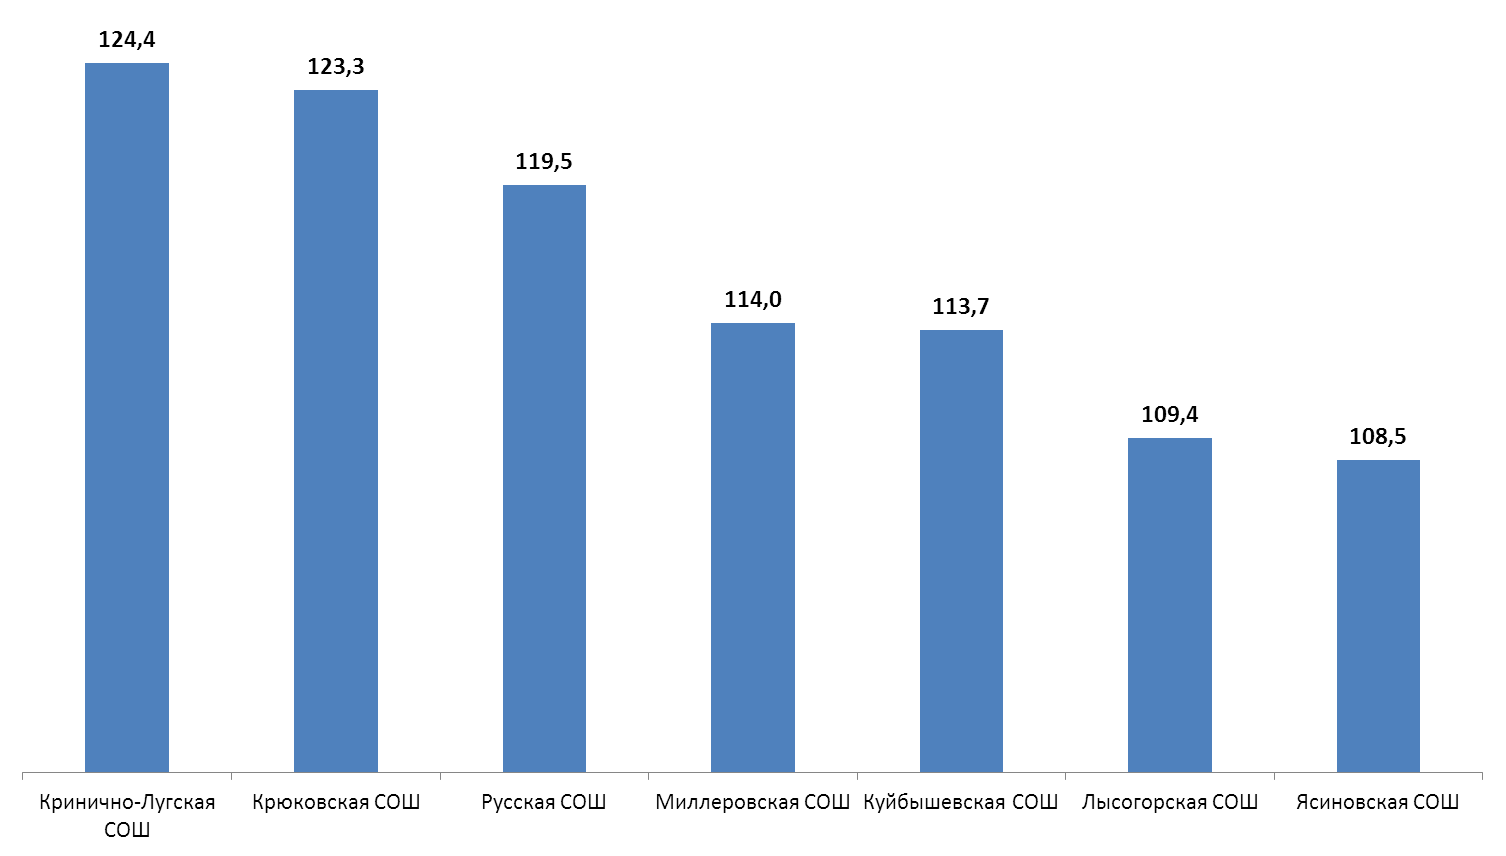 124,4
123,3
119,5
114,0
113,7
109,4
108,5
Кринично-Лугская СОШ
Крюковская СОШ
Русская СОШ
Миллеровская СОШ
Куйбышевская СОШ
Лысогорская СОШ
Ясиновская СОШ